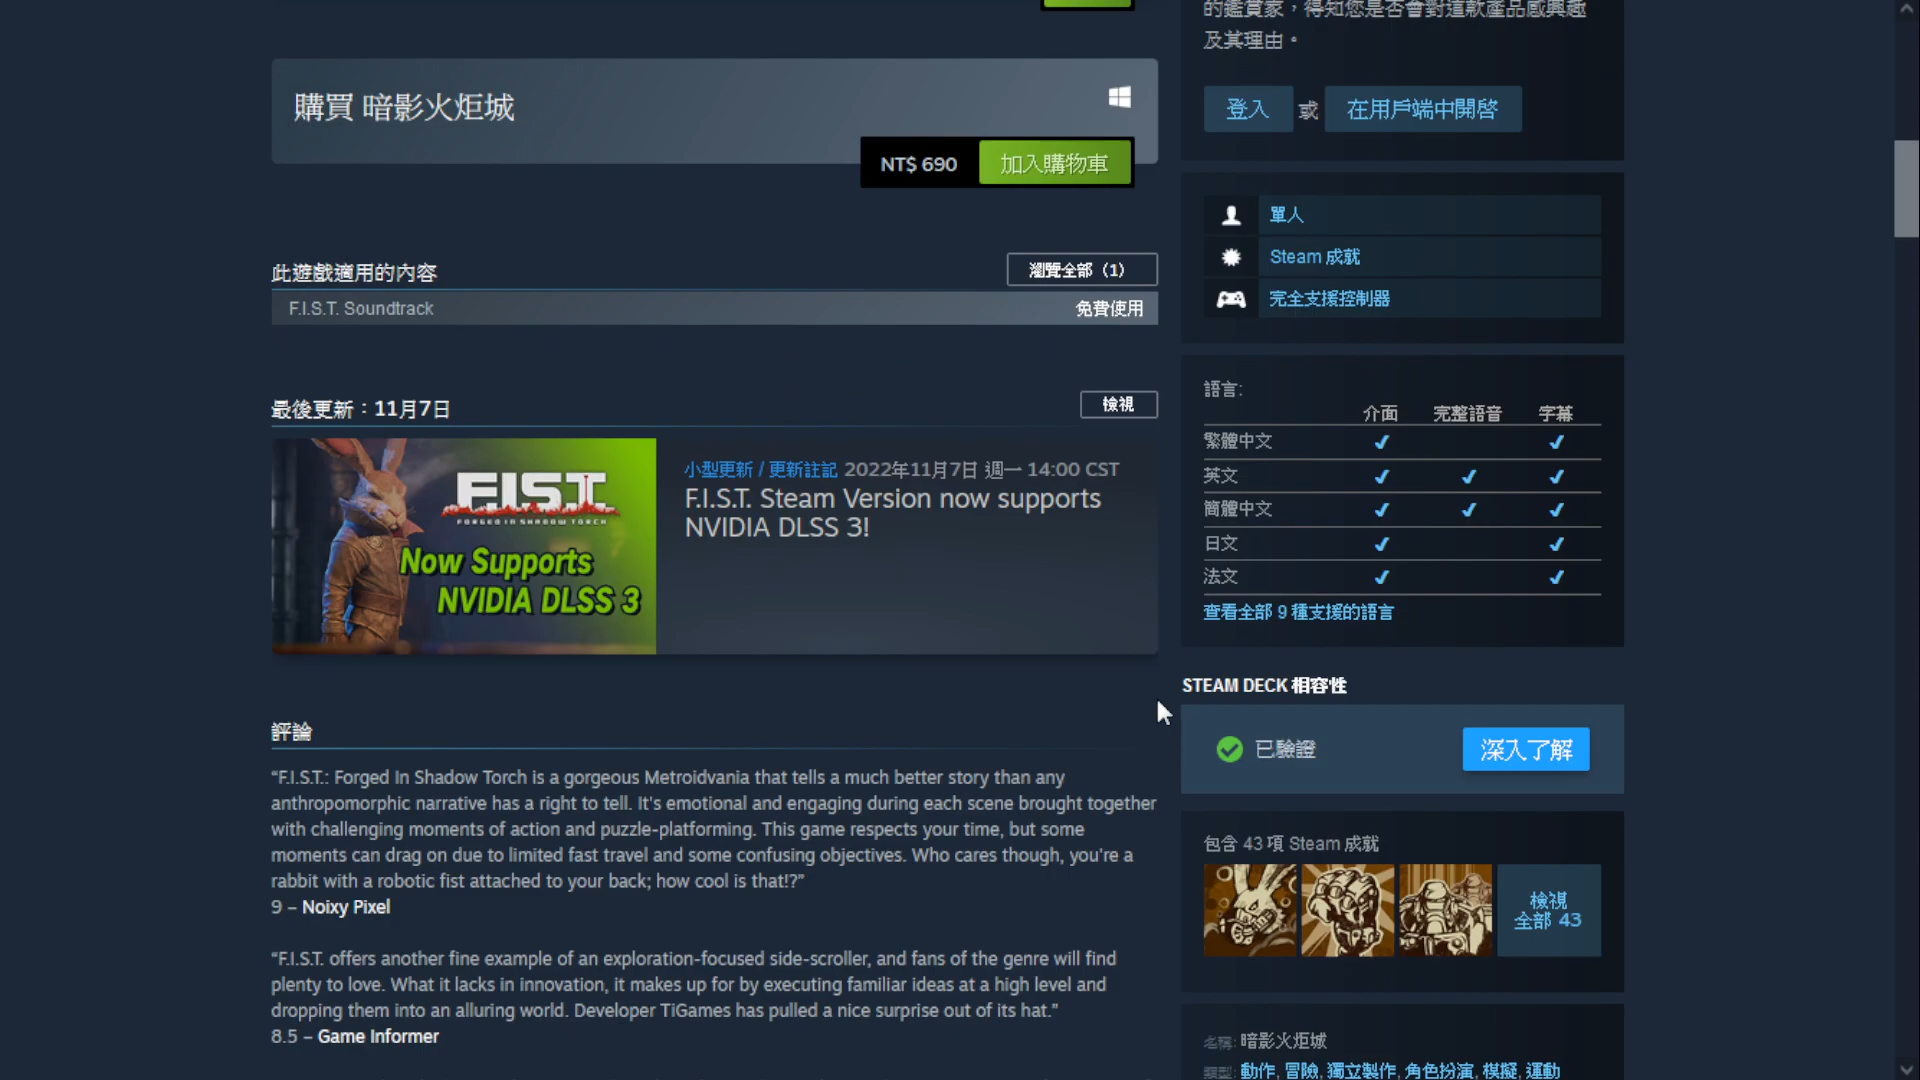 購買 暗影火炬城
NT$ 690
加入購物車
此遊戲適用的內容
瀏覽全部（1）
F.I.S.T. Soundtrack
免費使用
最後更新：11月7日
檢視
F.I.S.T.
FORGED IN SHADOW TORCH
Now Supports
NVIDIA DLSS 3
小型更新 / 更新註記 2022年11月7日 週一 14:00 CST
F.I.S.T. Steam Version now supports
NVIDIA DLSS 3!
評論
“F.I.S.T.: Forged In Shadow Torch is a gorgeous Metroidvania that tells a much better story than any
anthropomorphic narrative has a right to tell. It's emotional and engaging during each scene brought together
with challenging moments of action and puzzle-platforming. This game respects your time, but some
moments can drag on due to limited fast travel and some confusing objectives. Who cares though, you're a
rabbit with a robotic fist attached to your back; how cool is that!?”
9 – Noixy Pixel
“F.I.S.T. offers another fine example of an exploration-focused side-scroller, and fans of the genre will find
plenty to love. What it lacks in innovation, it makes up for by executing familiar ideas at a high level and
dropping them into an alluring world. Developer TiGames has pulled a nice surprise out of its hat.”
8.5 – Game Informer
的鑑賞家，得知您是否會對這款產品感興趣
及其理由。
登入 或 在用戶端中開啓
單人
Steam 成就
完全支援控制器
語言:
介面 完整語音 字幕
繁體中文 ✔ ✔
英文 ✔ ✔ ✔
簡體中文 ✔ ✔ ✔
日文 ✔ ✔
法文 ✔ ✔
查看全部 9 種支援的語言
STEAM DECK 相容性
已驗證
深入了解
包含 43 項 Steam 成就
檢視
全部 43
名稱: 暗影火炬城
類型: 動作, 冒險, 獨立製作, 角色扮演, 模擬, 運動